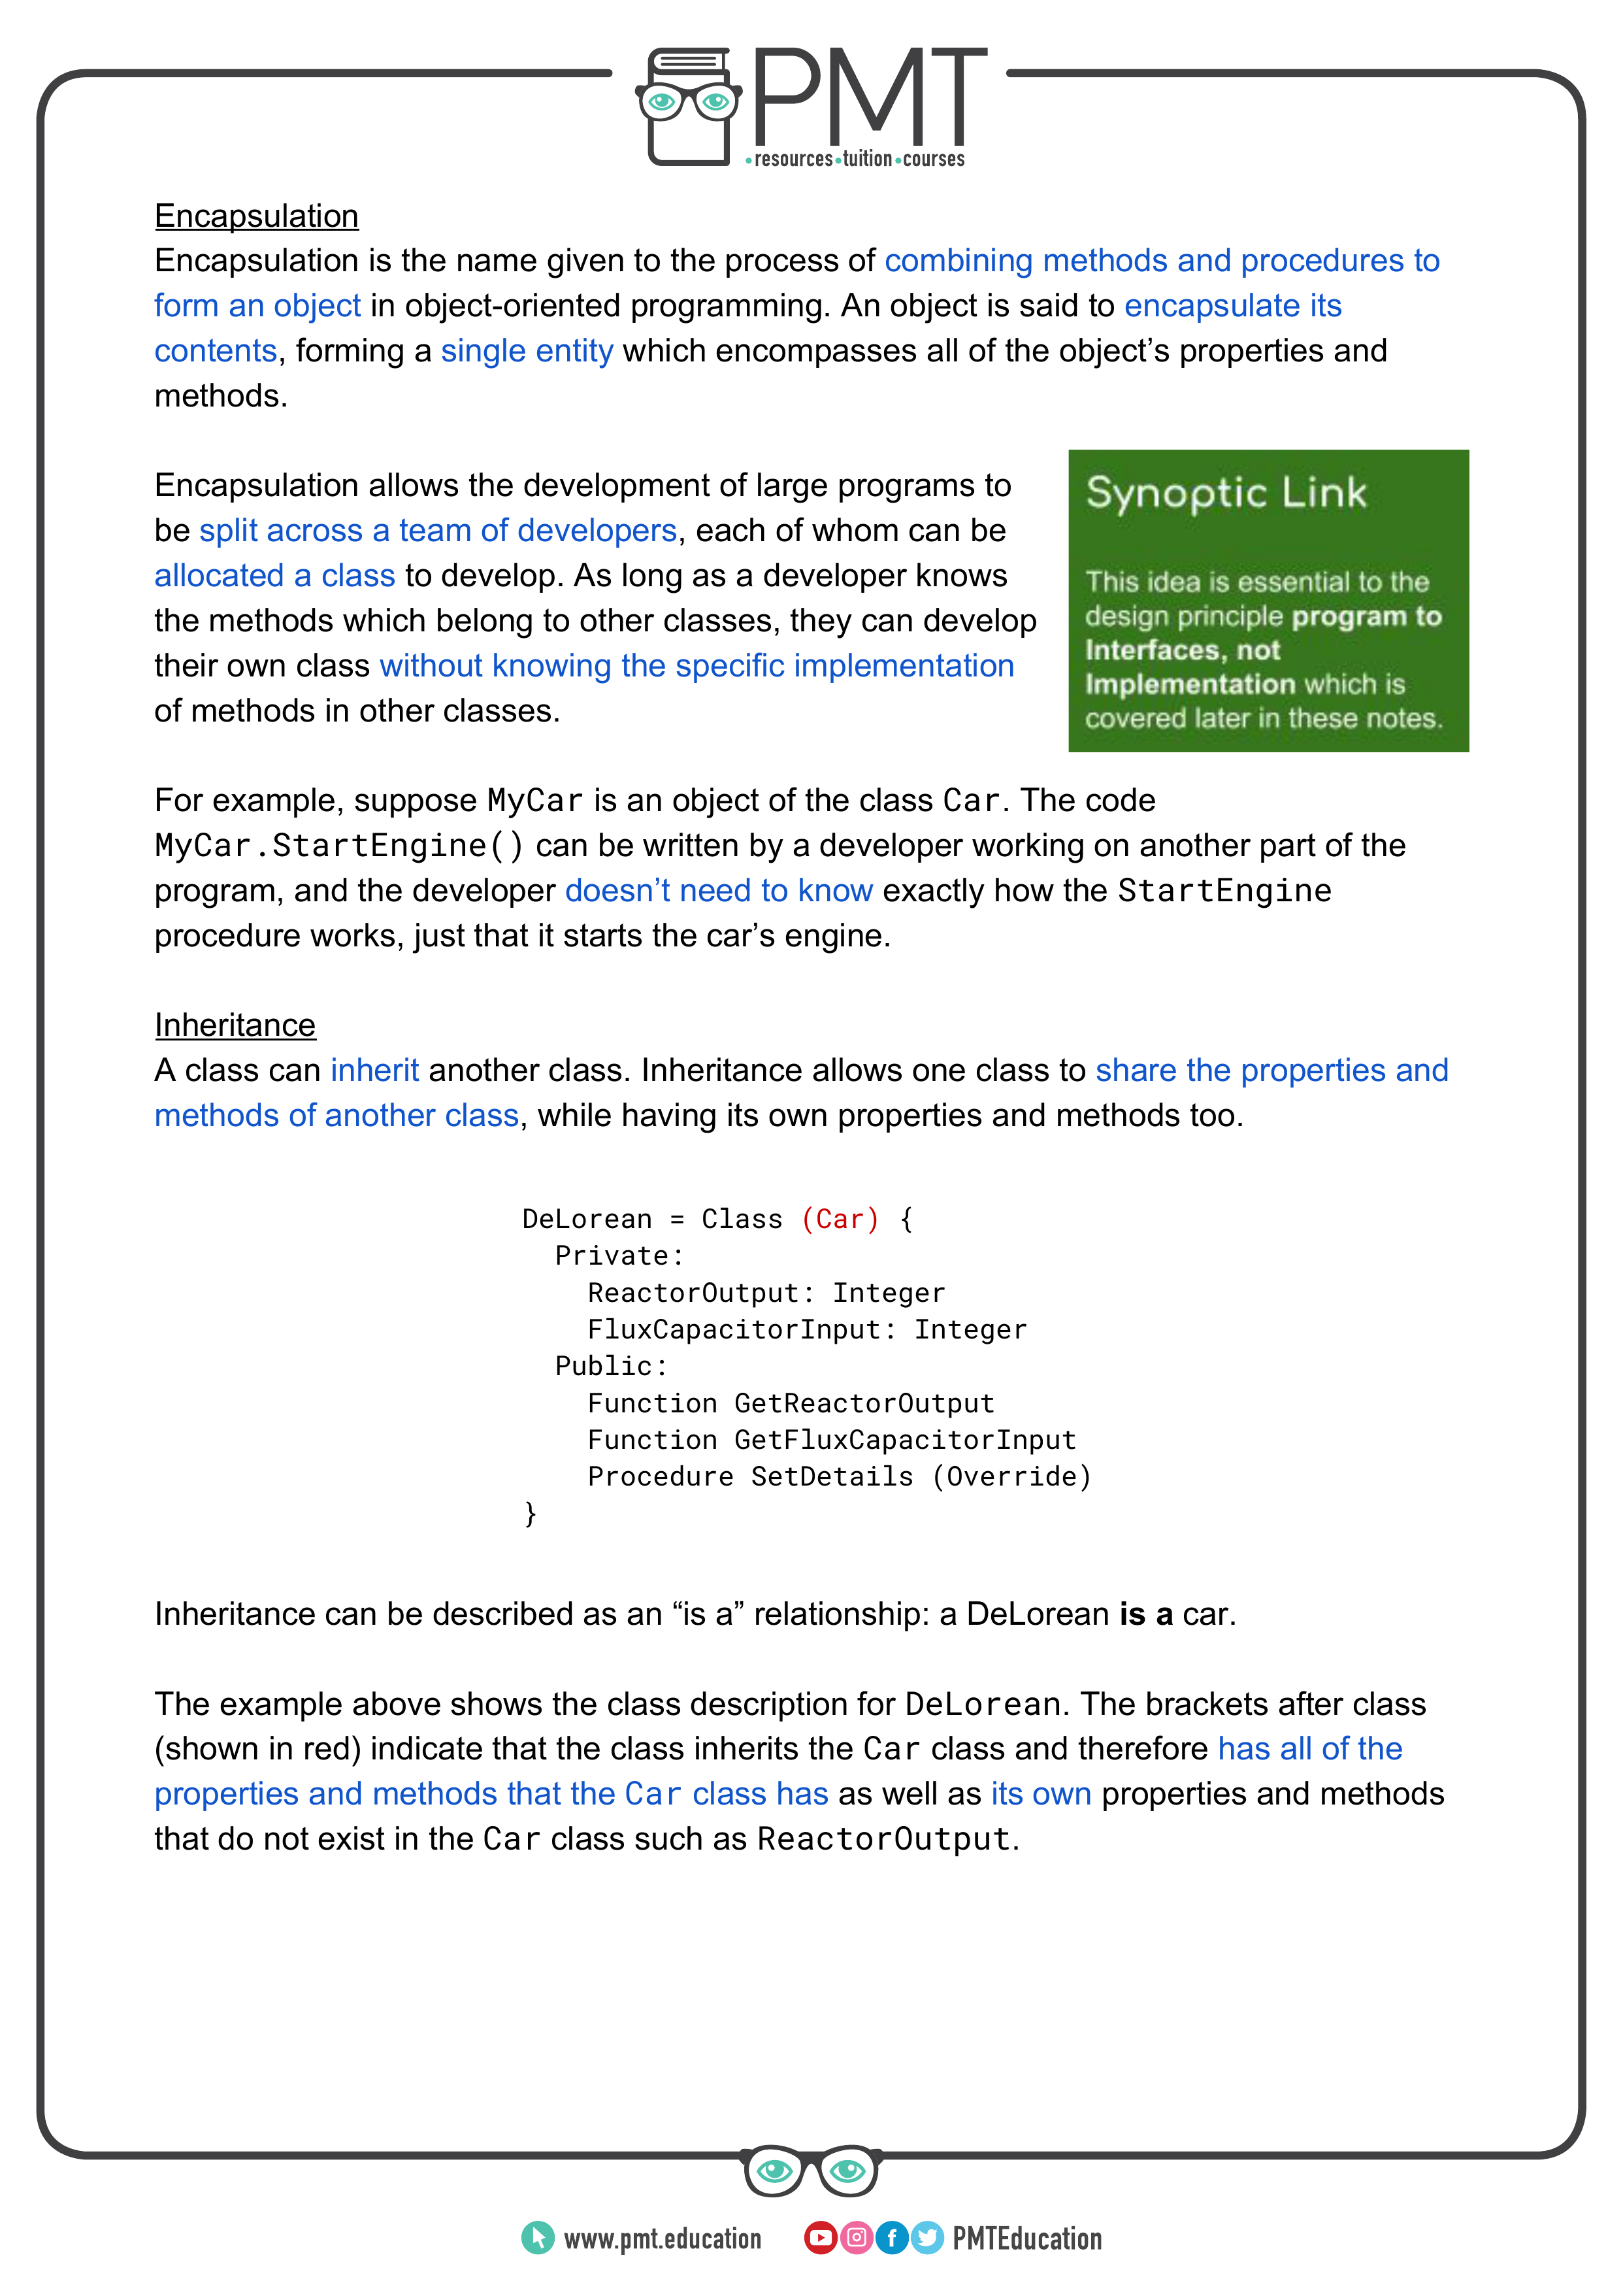 PMT
resources tuition courses
Encapsulation
Encapsulation is the name given to the process of combining methods and procedures to
form an object in object-oriented programming. An object is said to encapsulate its
contents, forming a single entity which encompasses all of the object’s properties and
methods.
Encapsulation allows the development of large programs to
be split across a team of developers, each of whom can be
allocated a class to develop. As long as a developer knows
the methods which belong to other classes, they can develop
their own class without knowing the specific implementation
of methods in other classes.
Synoptic Link
This idea is essential to the
design principle program to
Interfaces, not
Implementation which is
covered later in these notes.
For example, suppose MyCar is an object of the class Car. The code
MyCar.StartEngine() can be written by a developer working on another part of the
program, and the developer doesn’t need to know exactly how the StartEngine
procedure works, just that it starts the car’s engine.
Inheritance
A class can inherit another class. Inheritance allows one class to share the properties and
methods of another class, while having its own properties and methods too.
DeLorean = Class (Car) {
Private:
ReactorOutput: Integer
FluxCapacitorInput: Integer
Public:
Function GetReactorOutput
Function GetFluxCapacitorInput
Procedure SetDetails (Override)
}
Inheritance can be described as an “is a” relationship: a DeLorean is a car.
The example above shows the class description for DeLorean. The brackets after class
(shown in red) indicate that the class inherits the Car class and therefore has all of the
properties and methods that the Car class has as well as its own properties and methods
that do not exist in the Car class such as ReactorOutput.
www.pmt.education PMTEducation